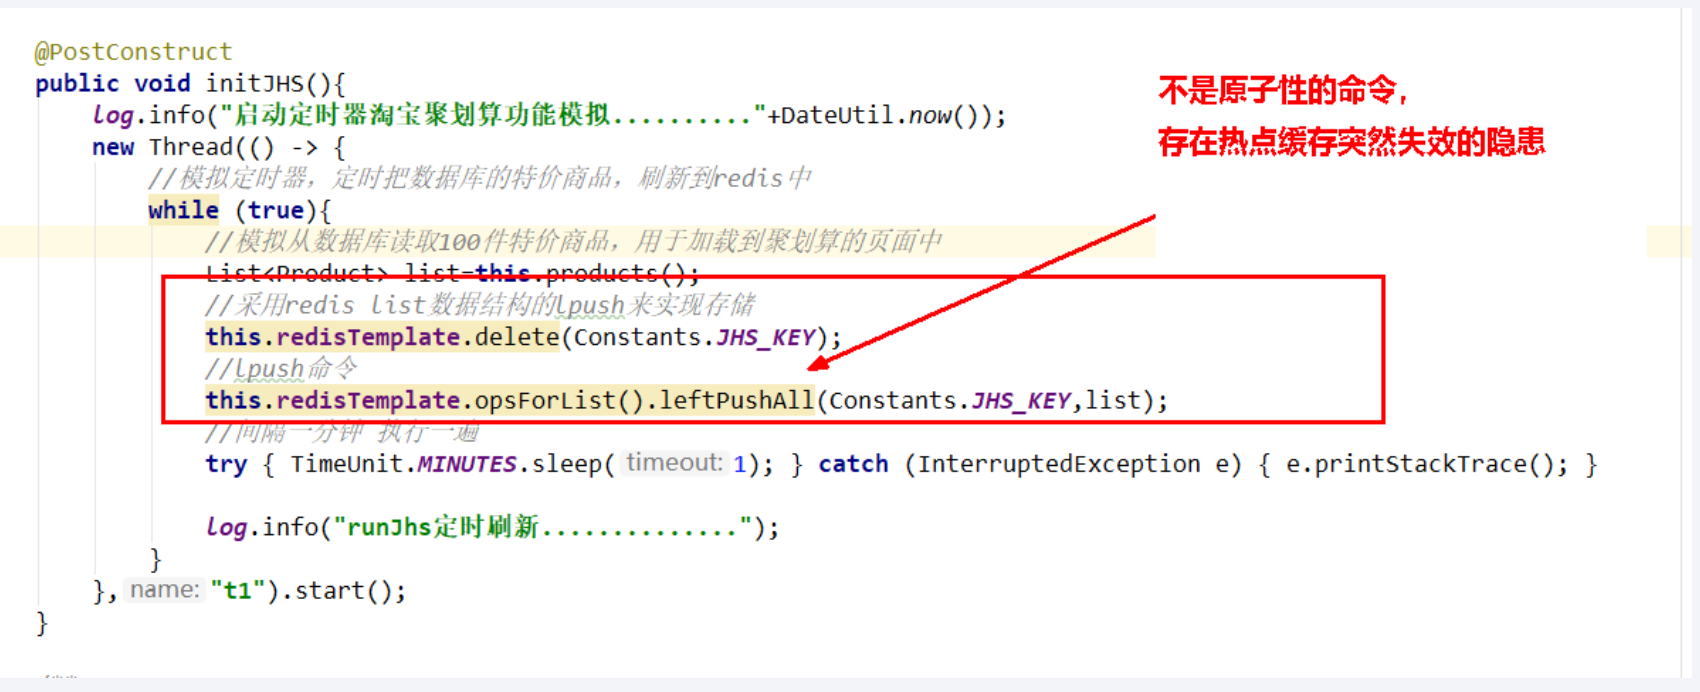 @PostConstruct
public void initJHS(){
log.info("启动定时器淘宝聚划算功能模拟.........."+DateUtil.now());
new Thread(() -> {
//模拟定时器，定时把数据库的特价商品，刷新到redis中
while (true){
//模拟从数据库读取100件特价商品，用于加载到聚划算的页面中
List<Product> list=this.products();
//采用redis list数据结构的lpush来实现存储
this.redisTemplate.delete(Constants.JHS_KEY);
//lpush命令
this.redisTemplate.opsForList().leftPushAll(Constants.JHS_KEY,list);
//间隔一分钟 执行一遍
try { TimeUnit.MINUTES.sleep( timeout: 1); } catch (InterruptedException e) { e.printStackTrace(); }
log.info("runJhs定时刷新..............");
}
}, name: "t1").start();
}
不是原子性的命令，
存在热点缓存突然失效的隐患